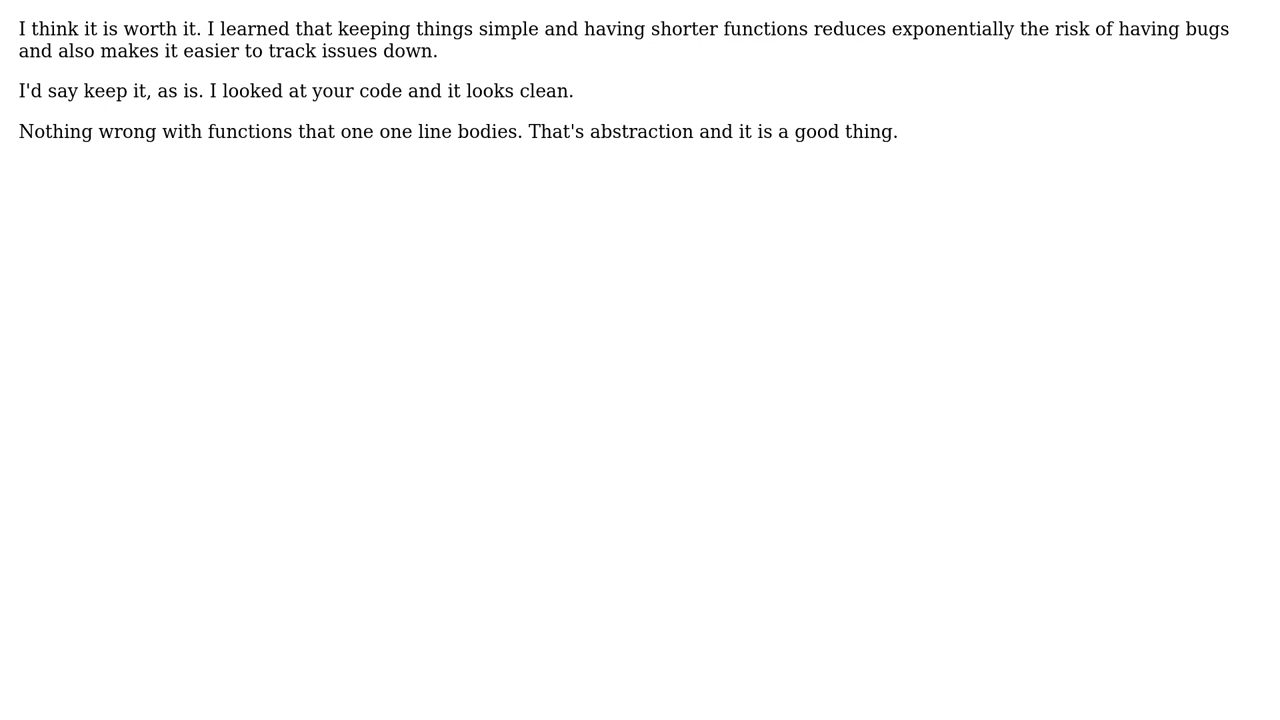 I think it is worth it. I learned that keeping things simple and having shorter functions reduces exponentially the risk of having bugs
and also makes it easier to track issues down.
I'd say keep it, as is. I looked at your code and it looks clean.
Nothing wrong with functions that one one line bodies. That's abstraction and it is a good thing.